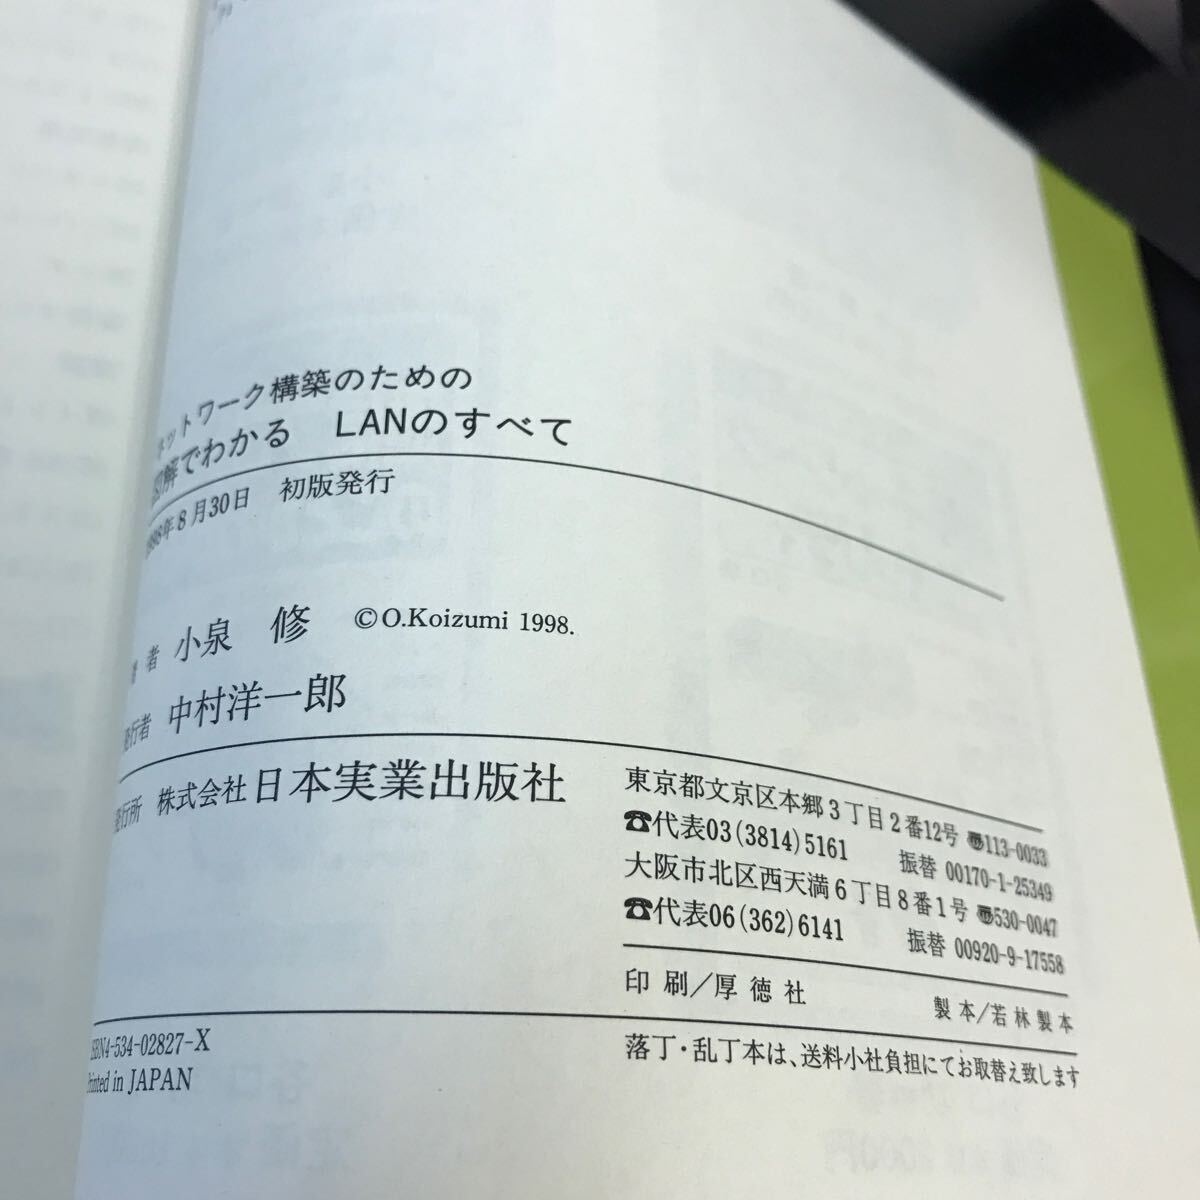 ネットワーク構築のための
図解でわかる　LANのすべて
1998年8月30日　初版発行
著　者　小泉　修　©O.Koizumi 1998.
発行者　中村洋一郎
発行所　株式会社日本実業出版社
東京都文京区本郷3丁目2番12号 〠113-0033
☎代表03(3814)5161　振替 00170-1-25349
大阪市北区西天満6丁目8番1号 〠530-0047
☎代表06(362)6141　振替 00920-9-17558
印刷/厚徳社　製本/若林製本
落丁・乱丁本は、送料小社負担にてお取替え致します
ISBN4-534-02827-X
Printed in JAPAN